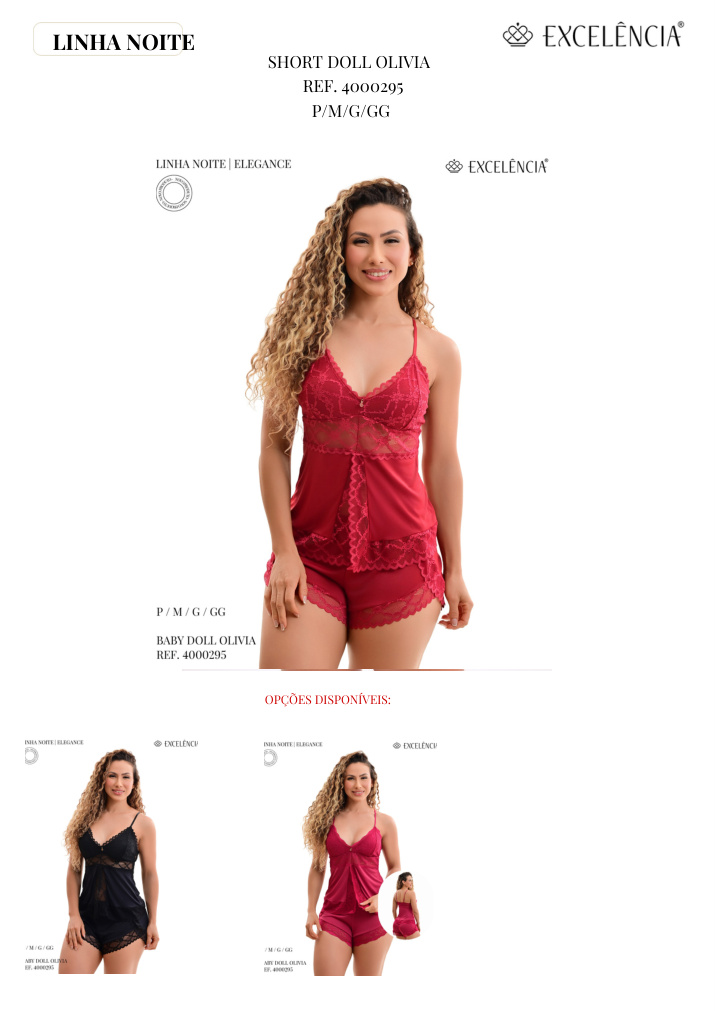 LINHA NOITE
EXCELÊNCIA®
SHORT DOLL OLIVIA
REF. 4000295
P/M/G/GG
LINHA NOITE | ELEGANCE
EXCELÊNCIA®
P / M / G / GG
BABY DOLL OLIVIA
REF. 4000295
OPÇÕES DISPONÍVEIS:
INHA NOITE | ELEGANCE
EXCELÊNCI
/ M / G / GG
ABY DOLL OLIVIA
EF. 4000295
INHA NOITE | ELEGANCE
EXCELÊNCIA
/ M / G / GG
ABY DOLL OLIVIA
EF. 4000295